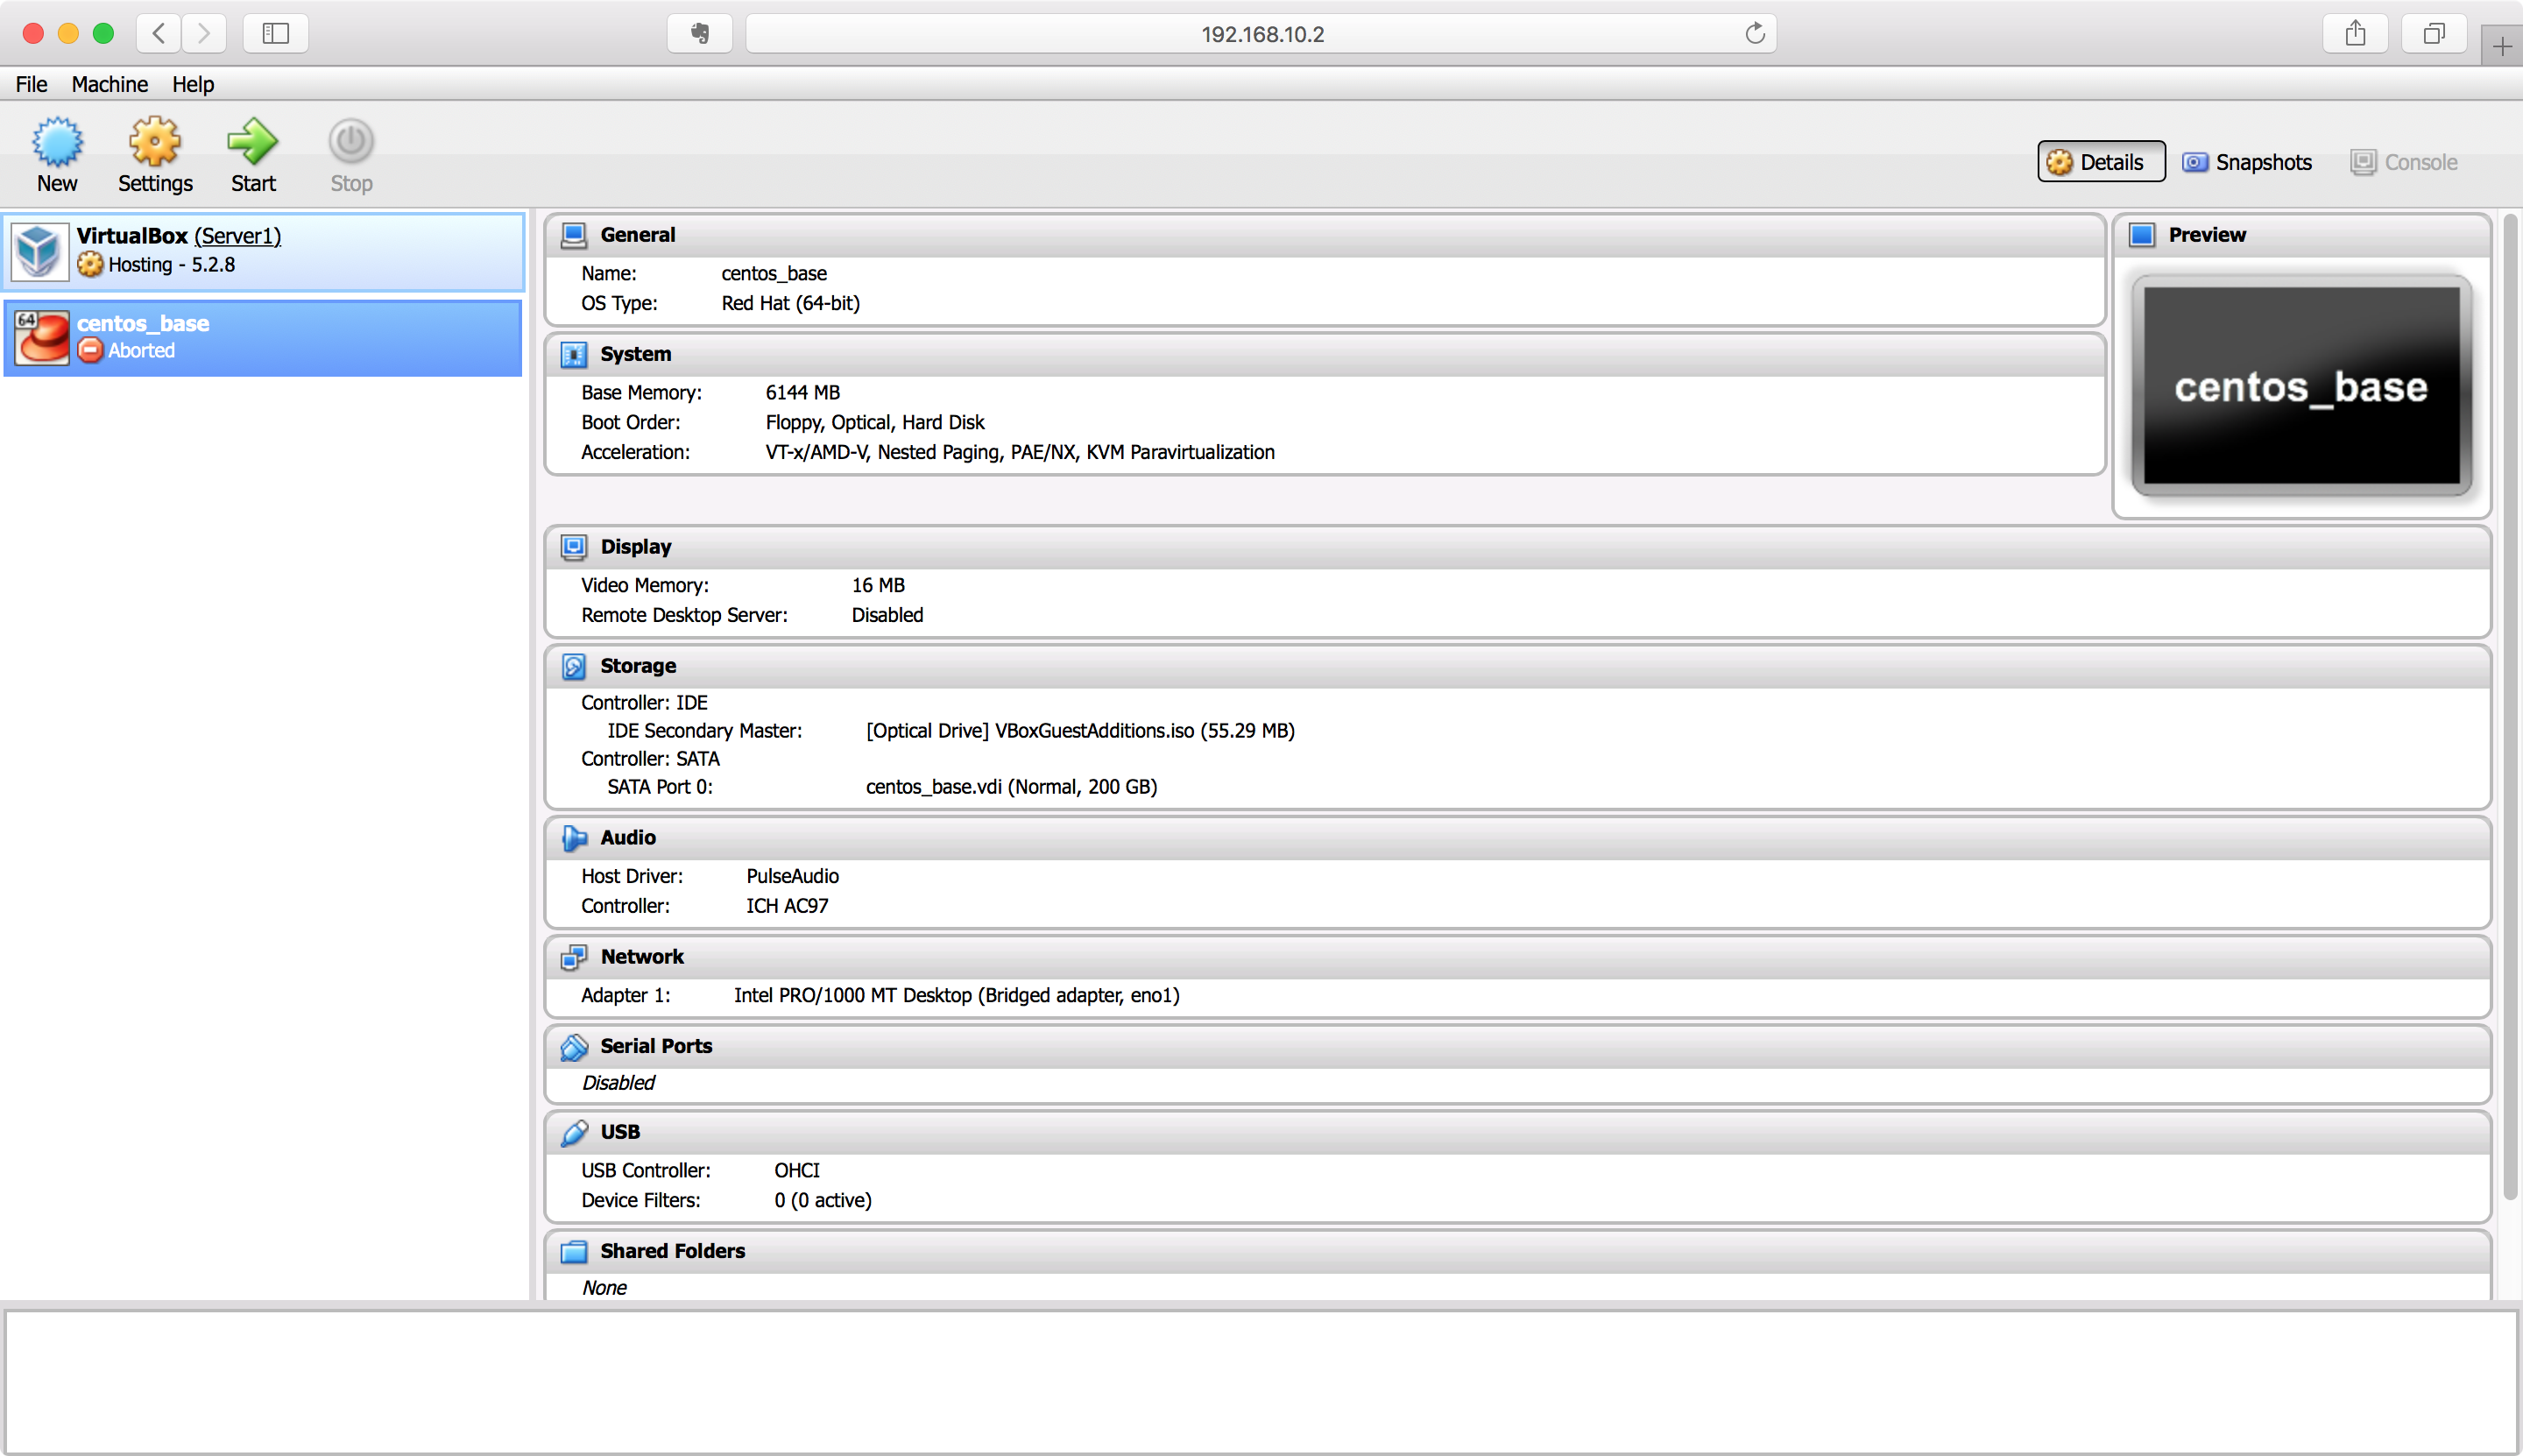 192.168.10.2
File Machine Help
New Settings Start Stop
Details Snapshots Console
VirtualBox (Server1)
Hosting - 5.2.8
64
centos_base
Aborted
General
Name: centos_base
OS Type: Red Hat (64-bit)
System
Base Memory: 6144 MB
Boot Order: Floppy, Optical, Hard Disk
Acceleration: VT-x/AMD-V, Nested Paging, PAE/NX, KVM Paravirtualization
Preview
centos_base
Display
Video Memory: 16 MB
Remote Desktop Server: Disabled
Storage
Controller: IDE
IDE Secondary Master: [Optical Drive] VBoxGuestAdditions.iso (55.29 MB)
Controller: SATA
SATA Port 0: centos_base.vdi (Normal, 200 GB)
Audio
Host Driver: PulseAudio
Controller: ICH AC97
Network
Adapter 1: Intel PRO/1000 MT Desktop (Bridged adapter, eno1)
Serial Ports
Disabled
USB
USB Controller: OHCI
Device Filters: 0 (0 active)
Shared Folders
None